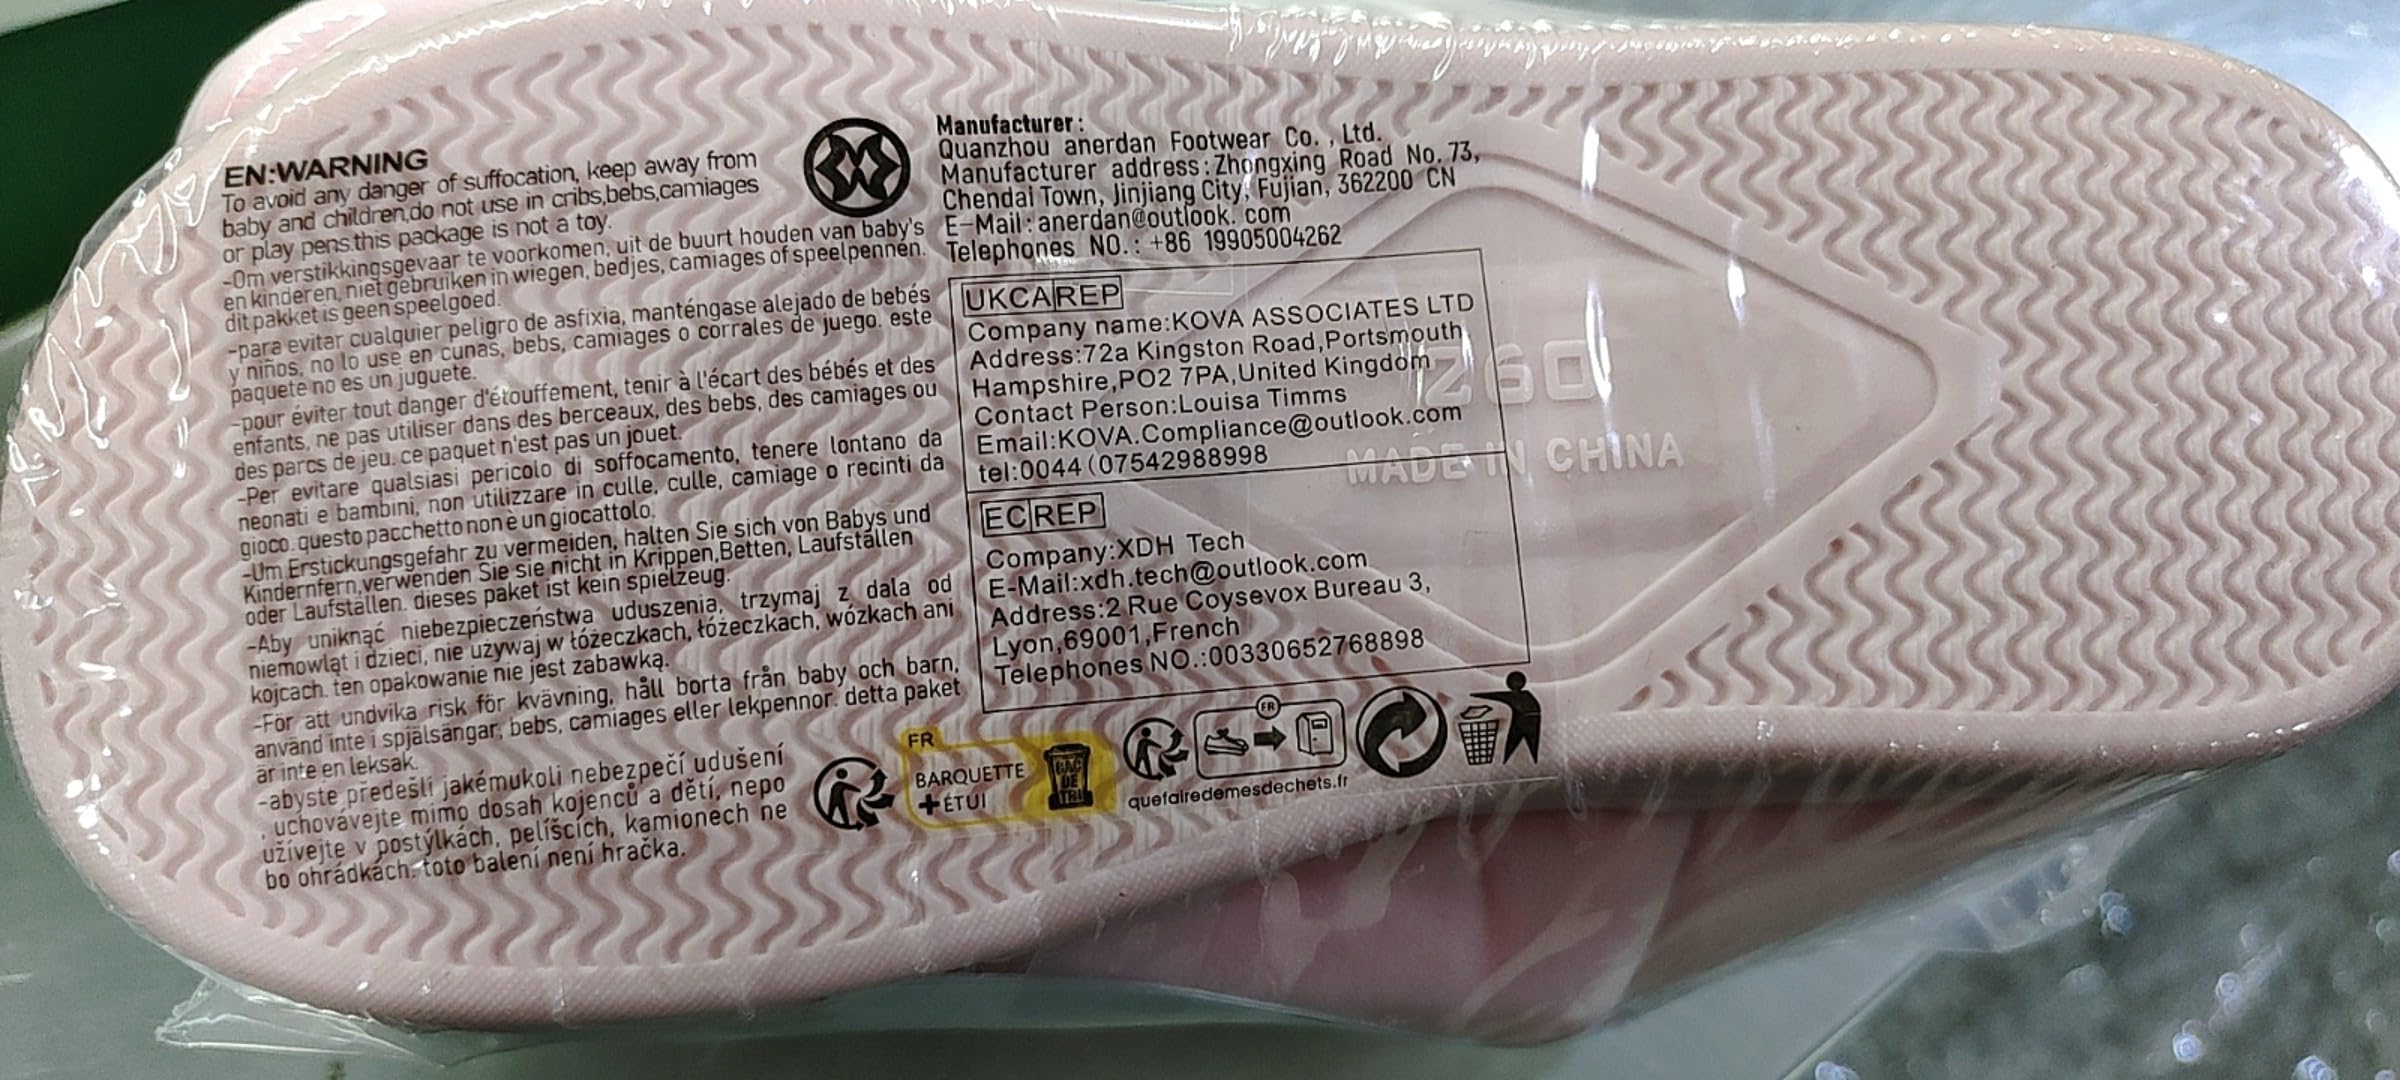 EN:WARNING
To avoid any danger of suffocation, keep away from
baby and children,do not use in cribs,bebs,camiages
or play pens.this package is not a toy.
-Om verstikkingsgevaar te voorkomen, uit de buurt houden van baby's
en kinderen, niet gebruiken in wiegen, bedjes, camiages of speelpennen.
dit pakket is geen speelgoed.
-para evitar cualquier peligro de asfixia, manténgase alejado de bebés
y niños, no lo use en cunas, bebs, camiages o corrales de juego. este
paquete no es un juguete.
-pour éviter tout danger d'étouffement, tenir à l'écart des bébés et des
enfants, ne pas utiliser dans des berceaux, des bebs, des camiages ou
des parcs de jeu. ce paquet n'est pas un jouet.
-Per evitare qualsiasi pericolo di soffocamento, tenere lontano da
neonati e bambini, non utilizzare in culle, culle, camiage o recinti da
gioco. questo pacchetto non è un giocattolo.
-Um Erstickungsgefahr zu vermeiden, halten Sie sich von Babys und
Kindernfern,verwenden Sie sie nicht in Krippen,Betten, Laufställen
oder Laufställen. dieses paket ist kein spielzeug.
-Aby uniknąć niebezpieczeństwa uduszenia, trzymaj z dala od
niemowląt i dzieci, nie używaj w łóżeczkach, łóżeczkach, wózkach ani
kojcach. ten opakowanie nie jest zabawką.
-För att undvika risk för kvävning, håll borta från baby och barn,
använd inte i spjälsängar, bebs, camiages eller lekpennor. detta paket
är inte en leksak.
-abyste předešli jakémukoli nebezpečí udušení
, uchovávejte mimo dosah kojenců a dětí, nepo
užívejte v postýlkách, pelíšcích, kamionech ne
bo ohrádkách. toto balení není hračka.
Manufacturer:
Quanzhou anerdan Footwear Co. , Ltd.
Manufacturer address:Zhongxing Road No. 73,
Chendai Town, Jinjiang City, Fujian, 362200 CN
E-Mail:anerdan@outlook. com
Telephones NO.: +86 19905004262
UKCA REP
Company name:KOVA ASSOCIATES LTD
Address:72a Kingston Road,Portsmouth
Hampshire,PO2 7PA,United Kingdom
Contact Person:Louisa Timms
Email:KOVA.Compliance@outlook.com
tel:0044(07542988998
EC REP
Company:XDH Tech
E-Mail:xdh.tech@outlook.com
Address:2 Rue Coysevox Bureau 3,
Lyon,69001,French
Telephones NO.:00330652768898
260
MADE IN CHINA
FR
BARQUETTE
+ÉTUI
BAC
DE
TRI
FR
quefairedemesdechets.fr